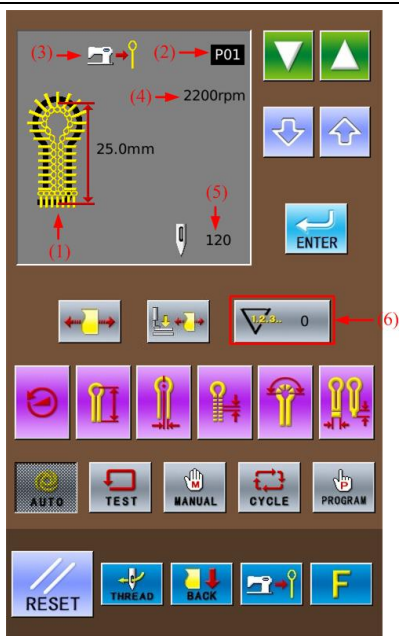 (3) (2) P01
(4) 2200rpm
25.0mm
(5)
120
(1)
ENTER
1.2.3.. 0 (6)
AUTO TEST MANUAL CYCLE PROGRAM
M P
RESET THREAD BACK F